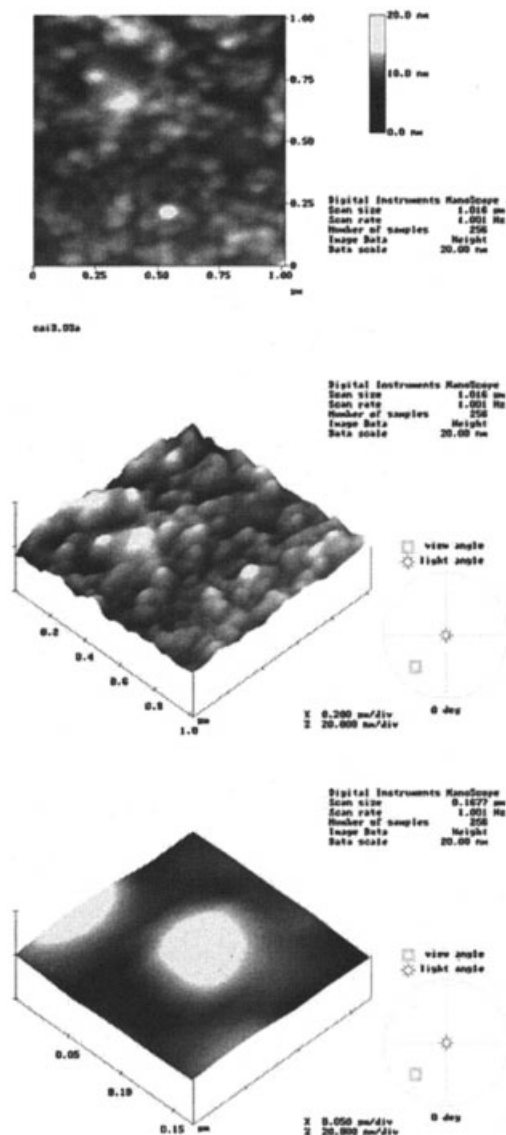 1.00
0.75
0.50
0.25
0
0 0.25 0.50 0.75 1.00
µm
20.0 nm
10.0 nm
0.0 nm
Digital Instruments NanoScope
Scan size 1.016 µm
Scan rate 1.001 Hz
Number of samples 256
Image Data Height
Data scale 20.00 nm
cai3.03a
Digital Instruments NanoScope
Scan size 1.016 µm
Scan rate 1.001 Hz
Number of samples 256
Image Data Height
Data scale 20.00 nm
view angle
light angle
0 deg
0.2
0.4
0.6
0.8
1.0
µm
X 0.200 µm/div
Z 20.000 nm/div
Digital Instruments NanoScope
Scan size 0.1677 µm
Scan rate 1.001 Hz
Number of samples 256
Image Data Height
Data scale 20.00 nm
view angle
light angle
0 deg
0.05
0.10
0.15
µm
X 0.050 µm/div
Z 20.000 nm/div